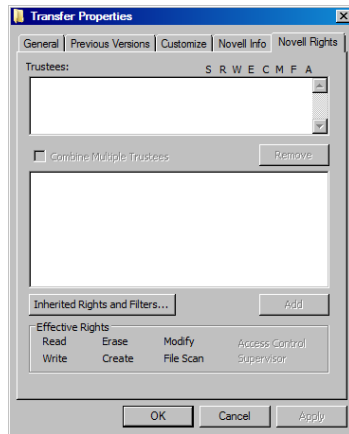 Transfer Properties
General Previous Versions Customize Novell Info Novell Rights
Trustees: S R W E C M F A
Combine Multiple Trustees Remove
Inherited Rights and Filters... Add
Effective Rights
Read Erase Modify Access Control
Write Create File Scan Supervisor
OK Cancel Apply